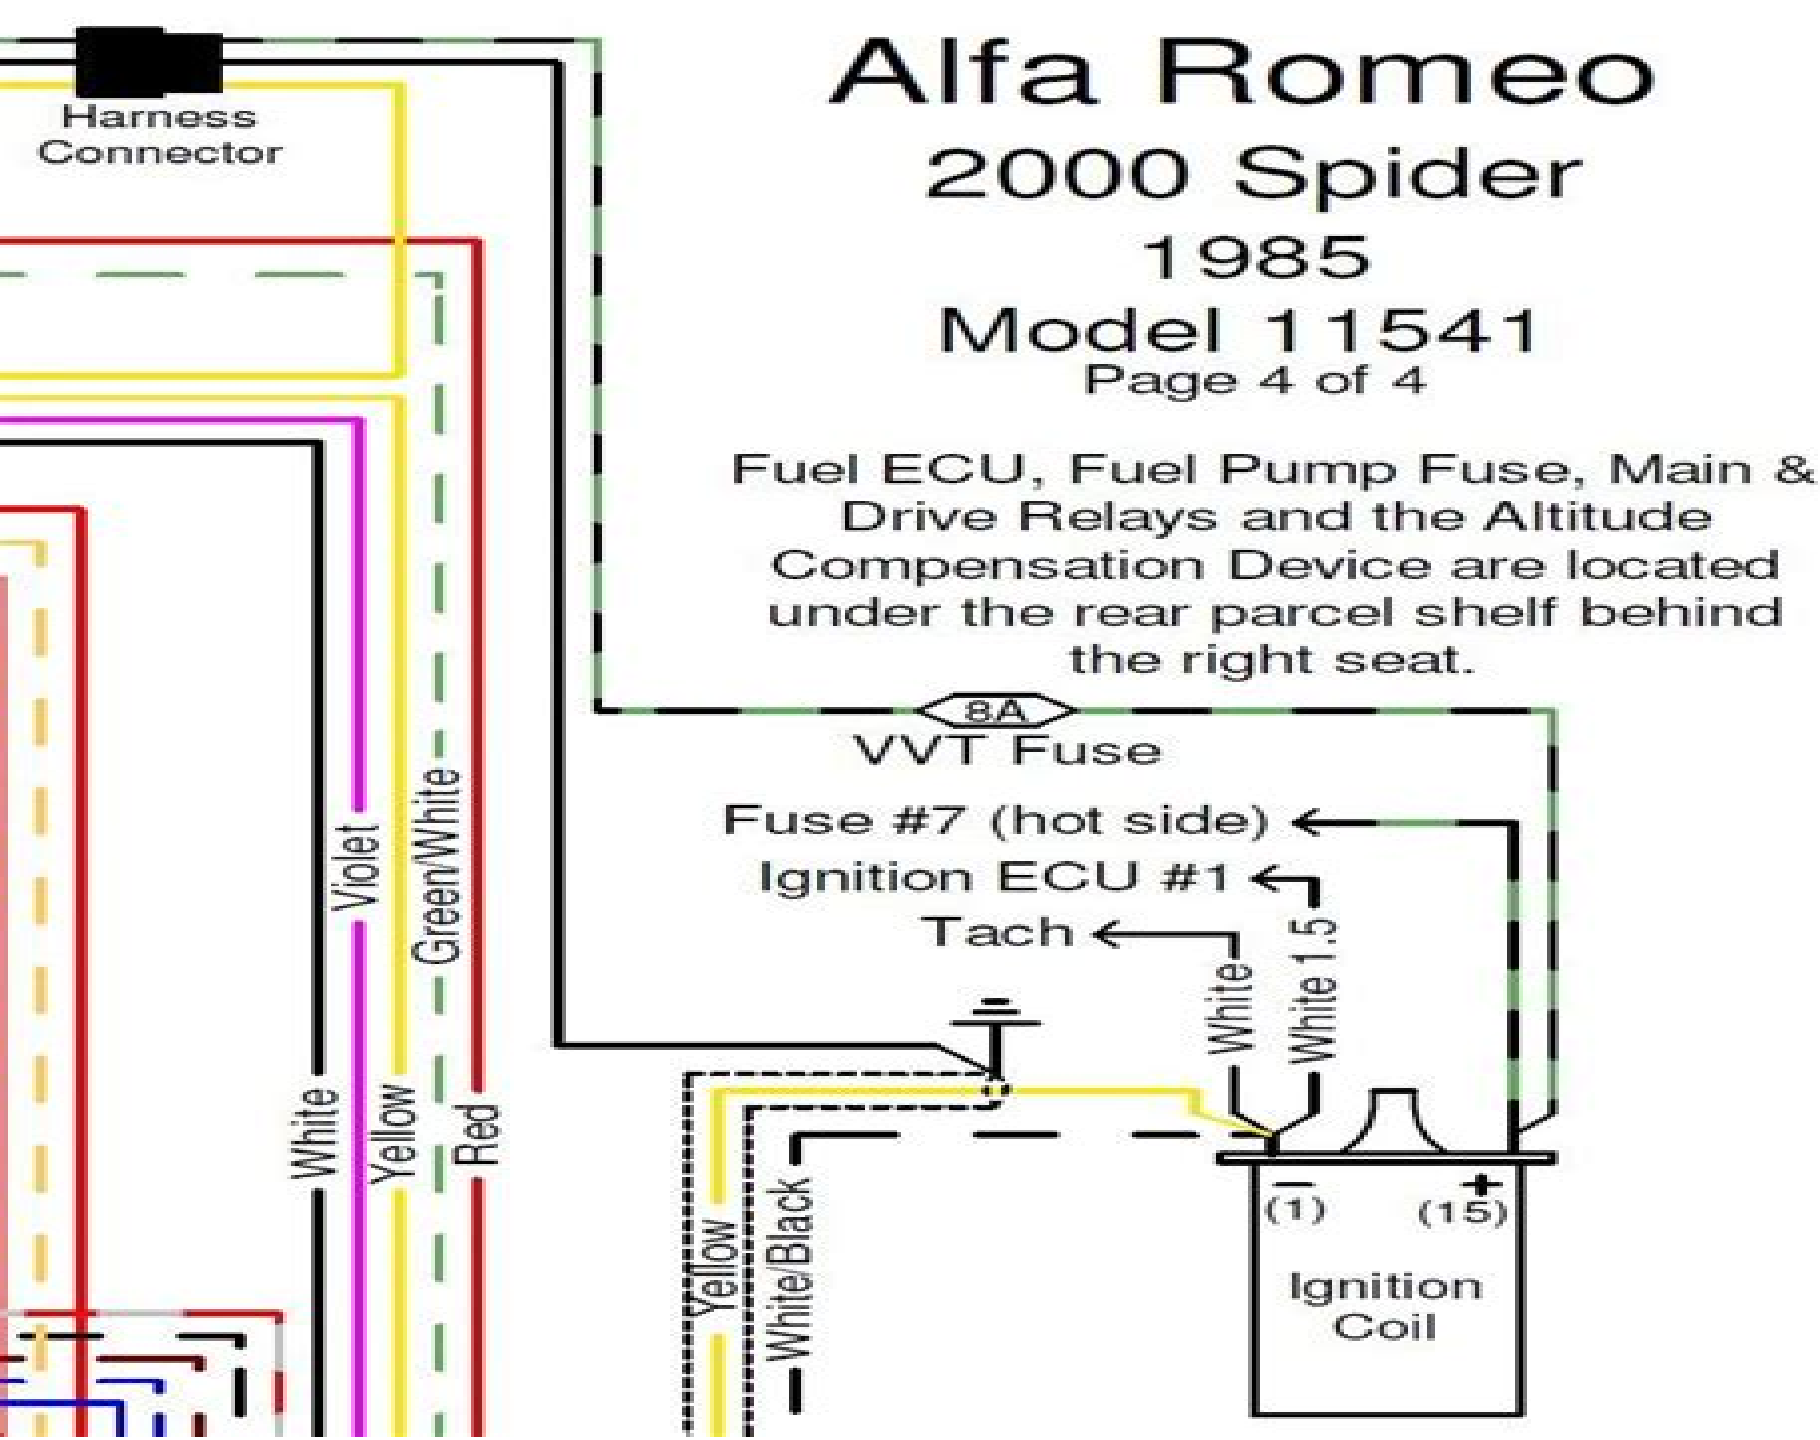 Alfa Romeo
2000 Spider
1985
Model 11541
Page 4 of 4
Harness
Connector
Fuel ECU, Fuel Pump Fuse, Main &
Drive Relays and the Altitude
Compensation Device are located
under the rear parcel shelf behind
the right seat.
8A
VVT Fuse
Fuse #7 (hot side)
Ignition ECU #1
Tach
White
White 1.5
Violet
Green/White
White
Yellow
Red
Yellow
White/Black
− +
(1) (15)
Ignition
Coil